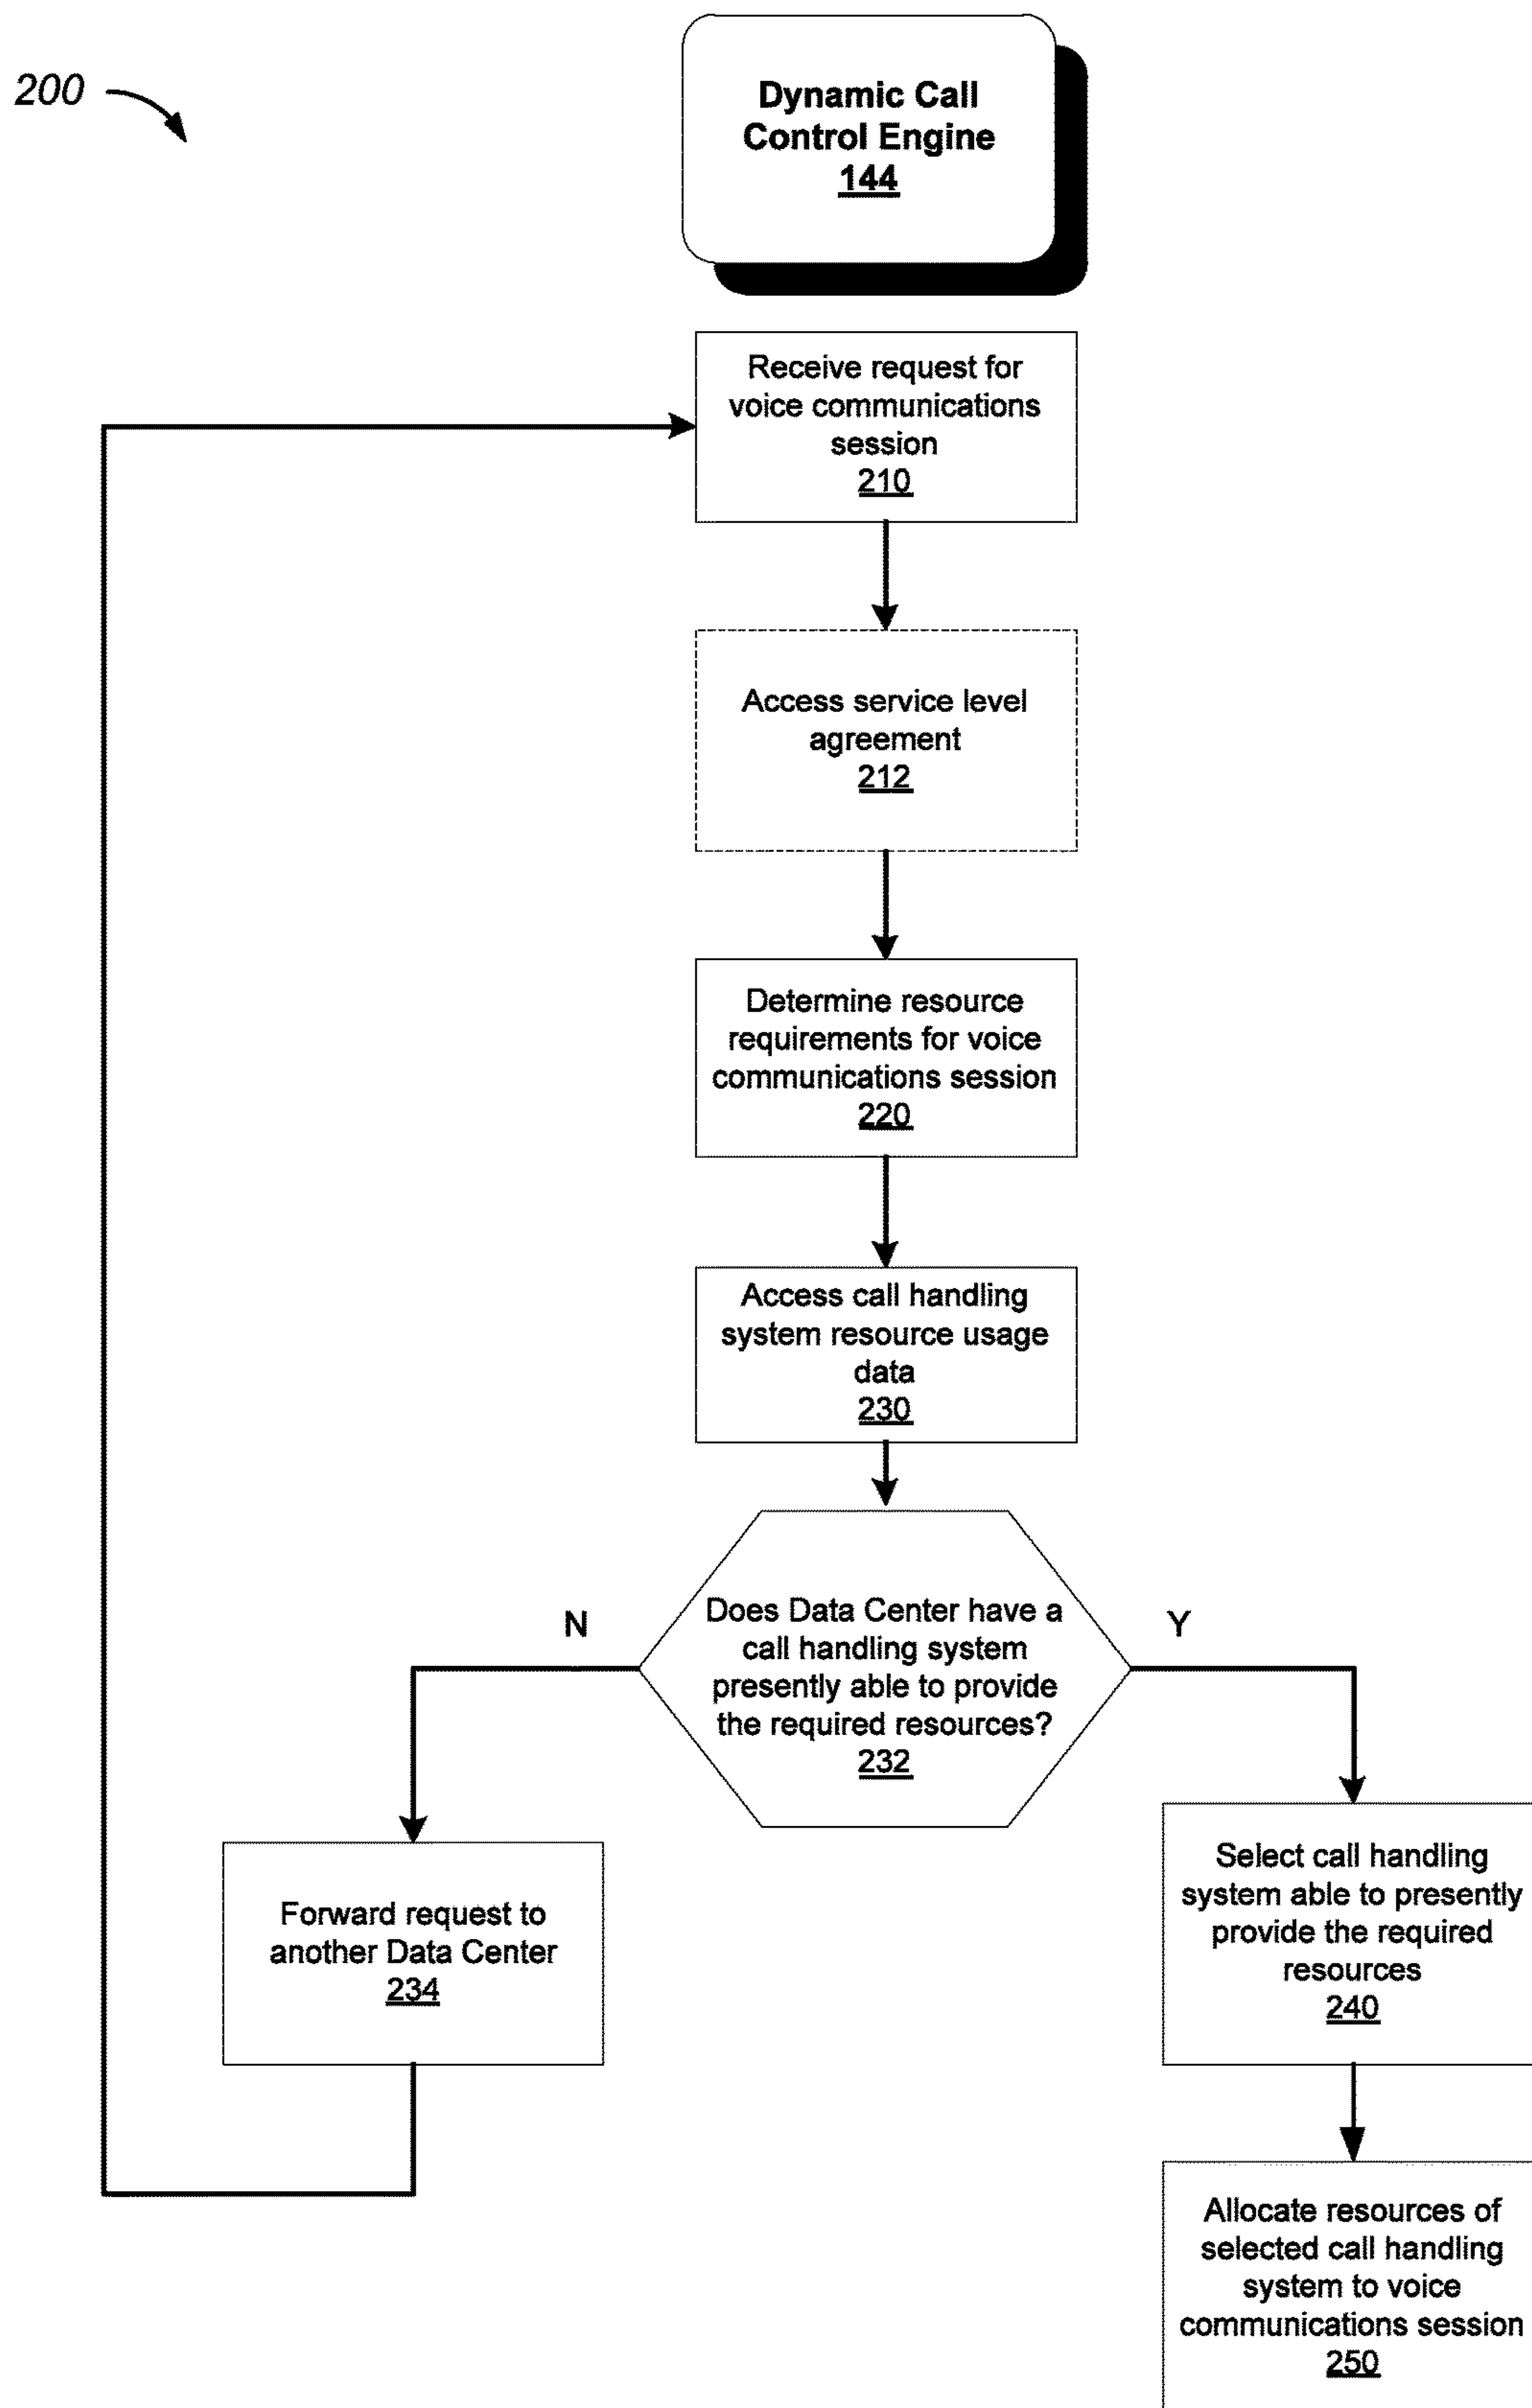 200
Dynamic Call
Control Engine
144
Receive request for
voice communications
session
210
Access service level
agreement
212
Determine resource
requirements for voice
communications session
220
Access call handling
system resource usage
data
230
Does Data Center have a
call handling system
presently able to provide
the required resources?
232
N
Y
Forward request to
another Data Center
234
Select call handling
system able to presently
provide the required
resources
240
Allocate resources of
selected call handling
system to voice
communications session
250